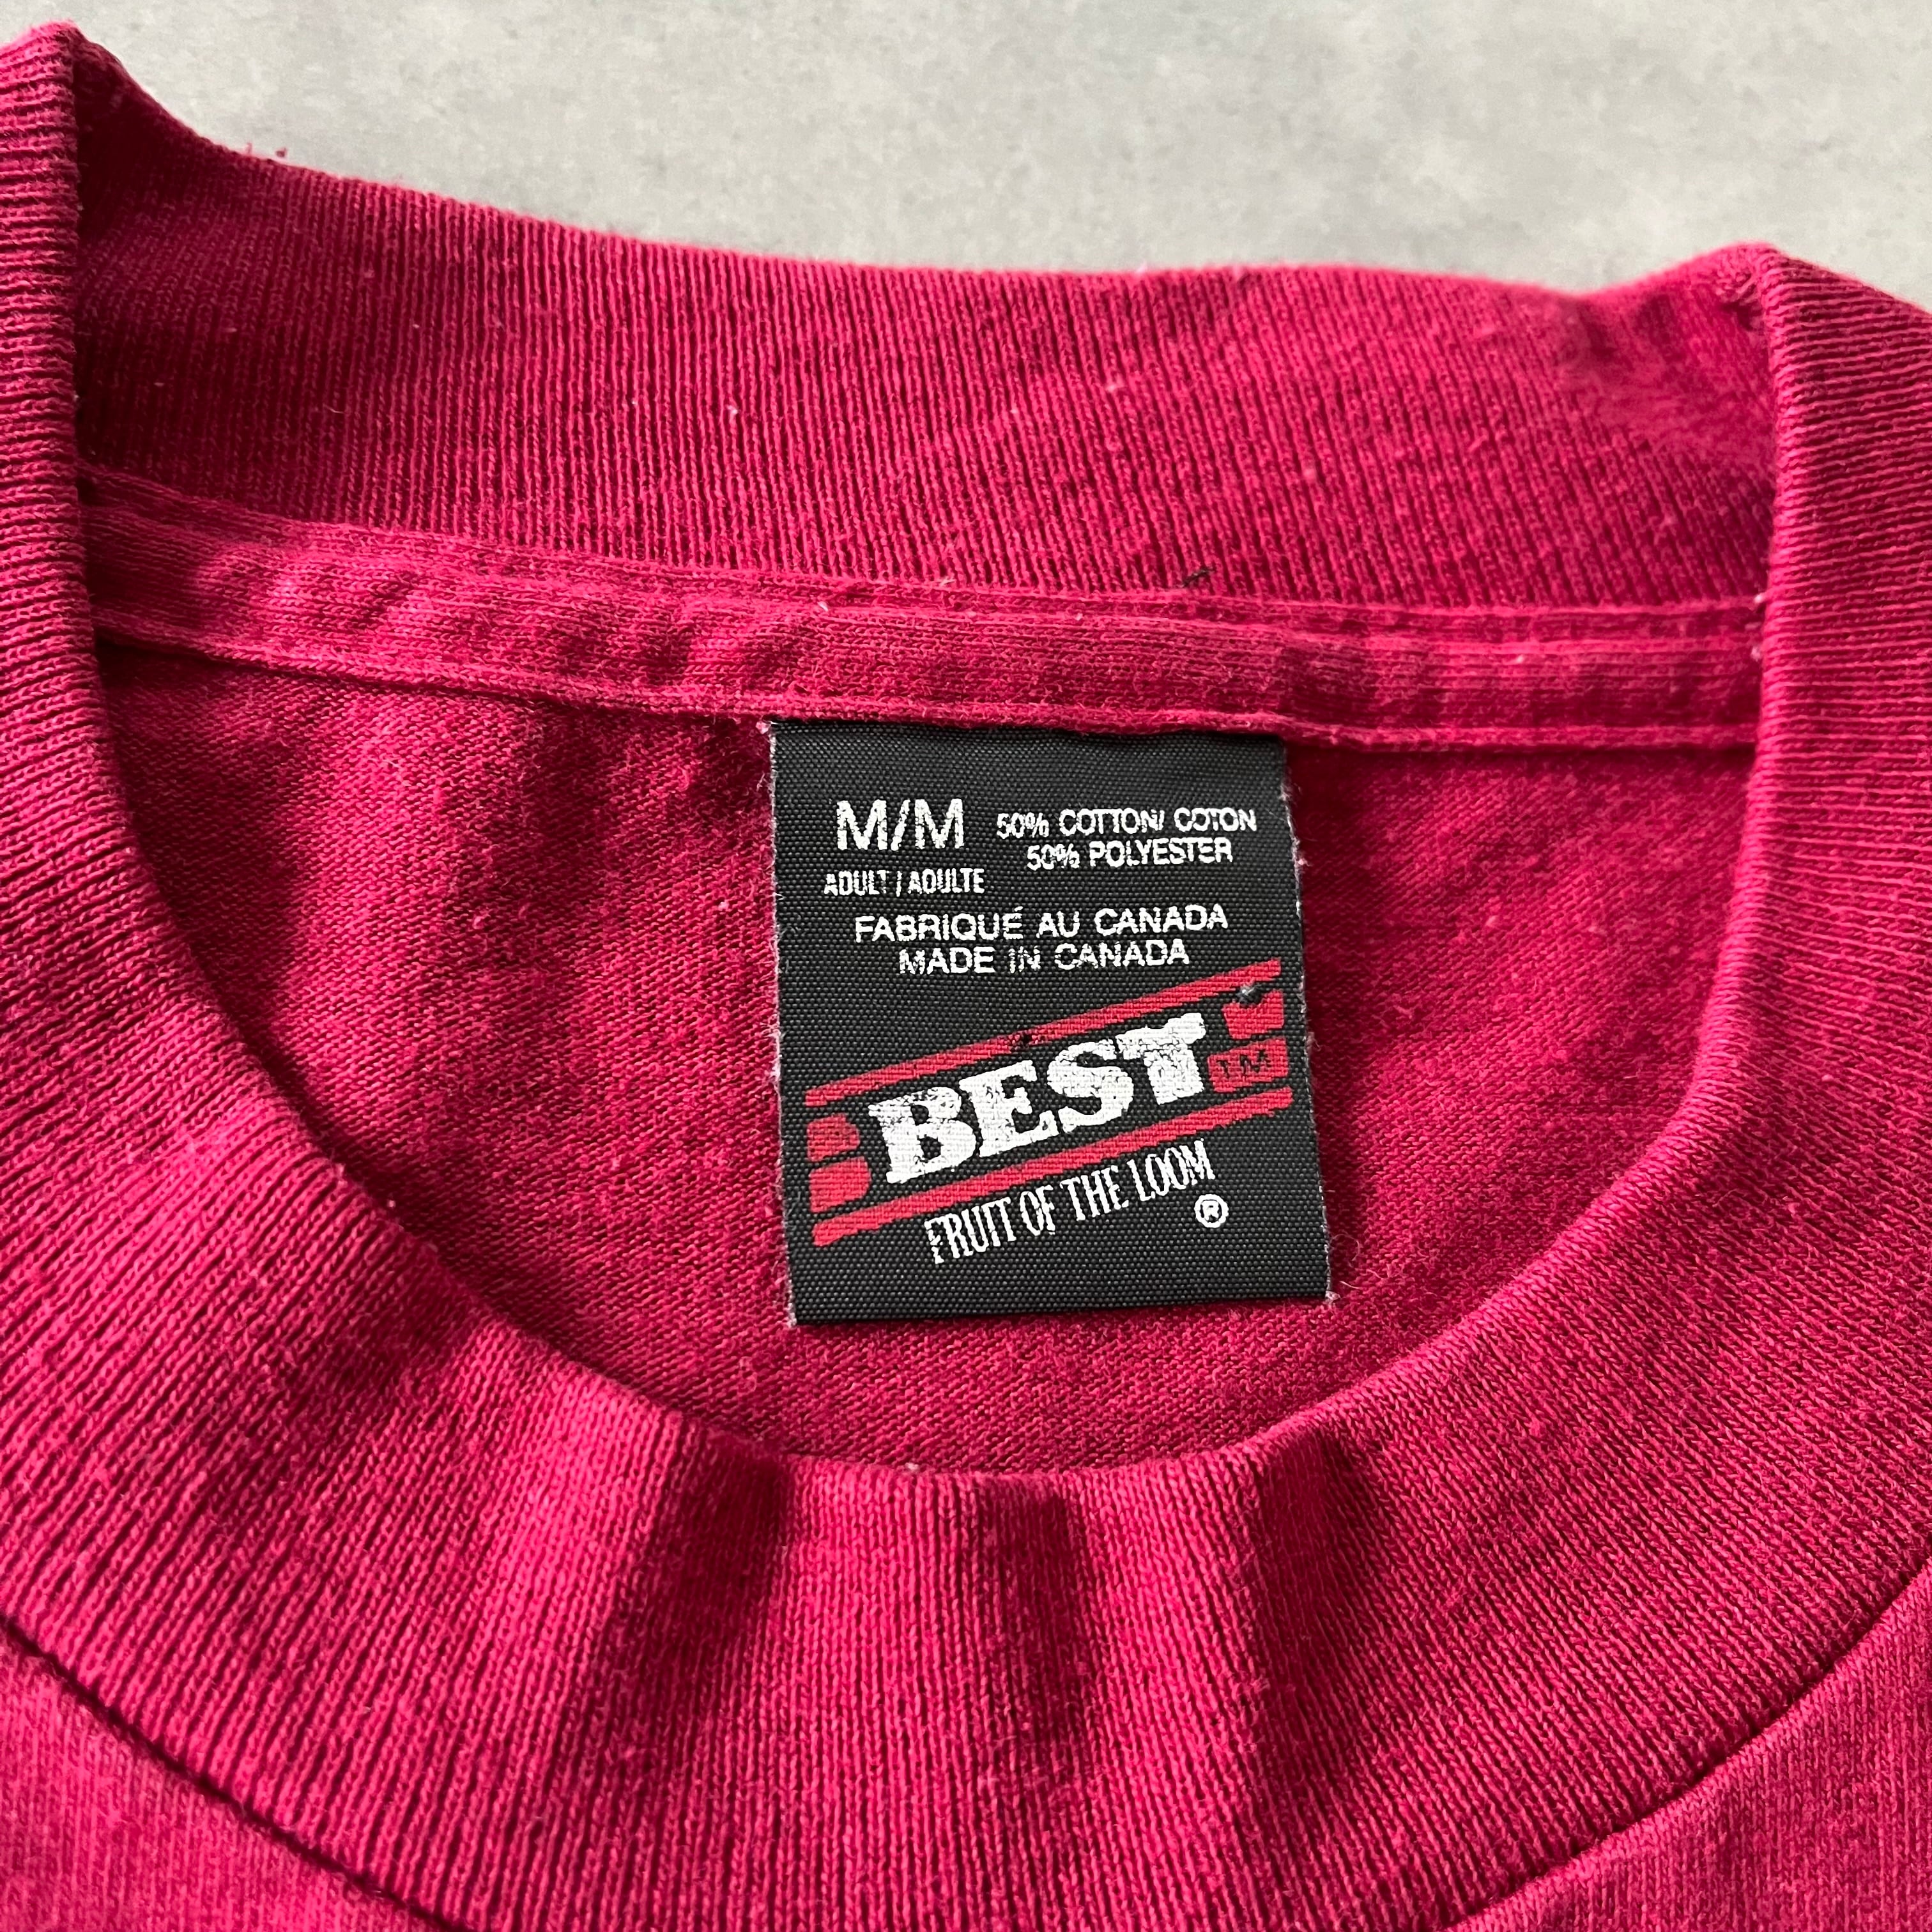 M/M 50% COTTON/ COTON
50% POLYESTER
ADULT / ADULTE
FABRIQUÉ AU CANADA
MADE IN CANADA
BEST TM
FRUIT OF THE LOOM
®